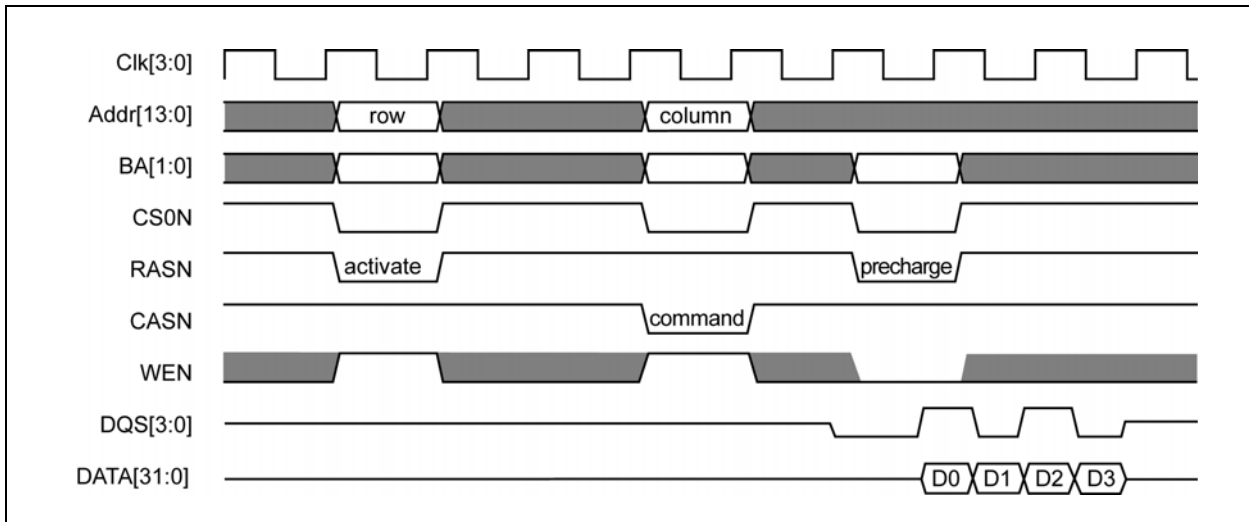 Clk[3:0]
Addr[13:0] row column
BA[1:0]
CS0N
RASN activate precharge
CASN command
WEN
DQS[3:0]
DATA[31:0] D0 D1 D2 D3